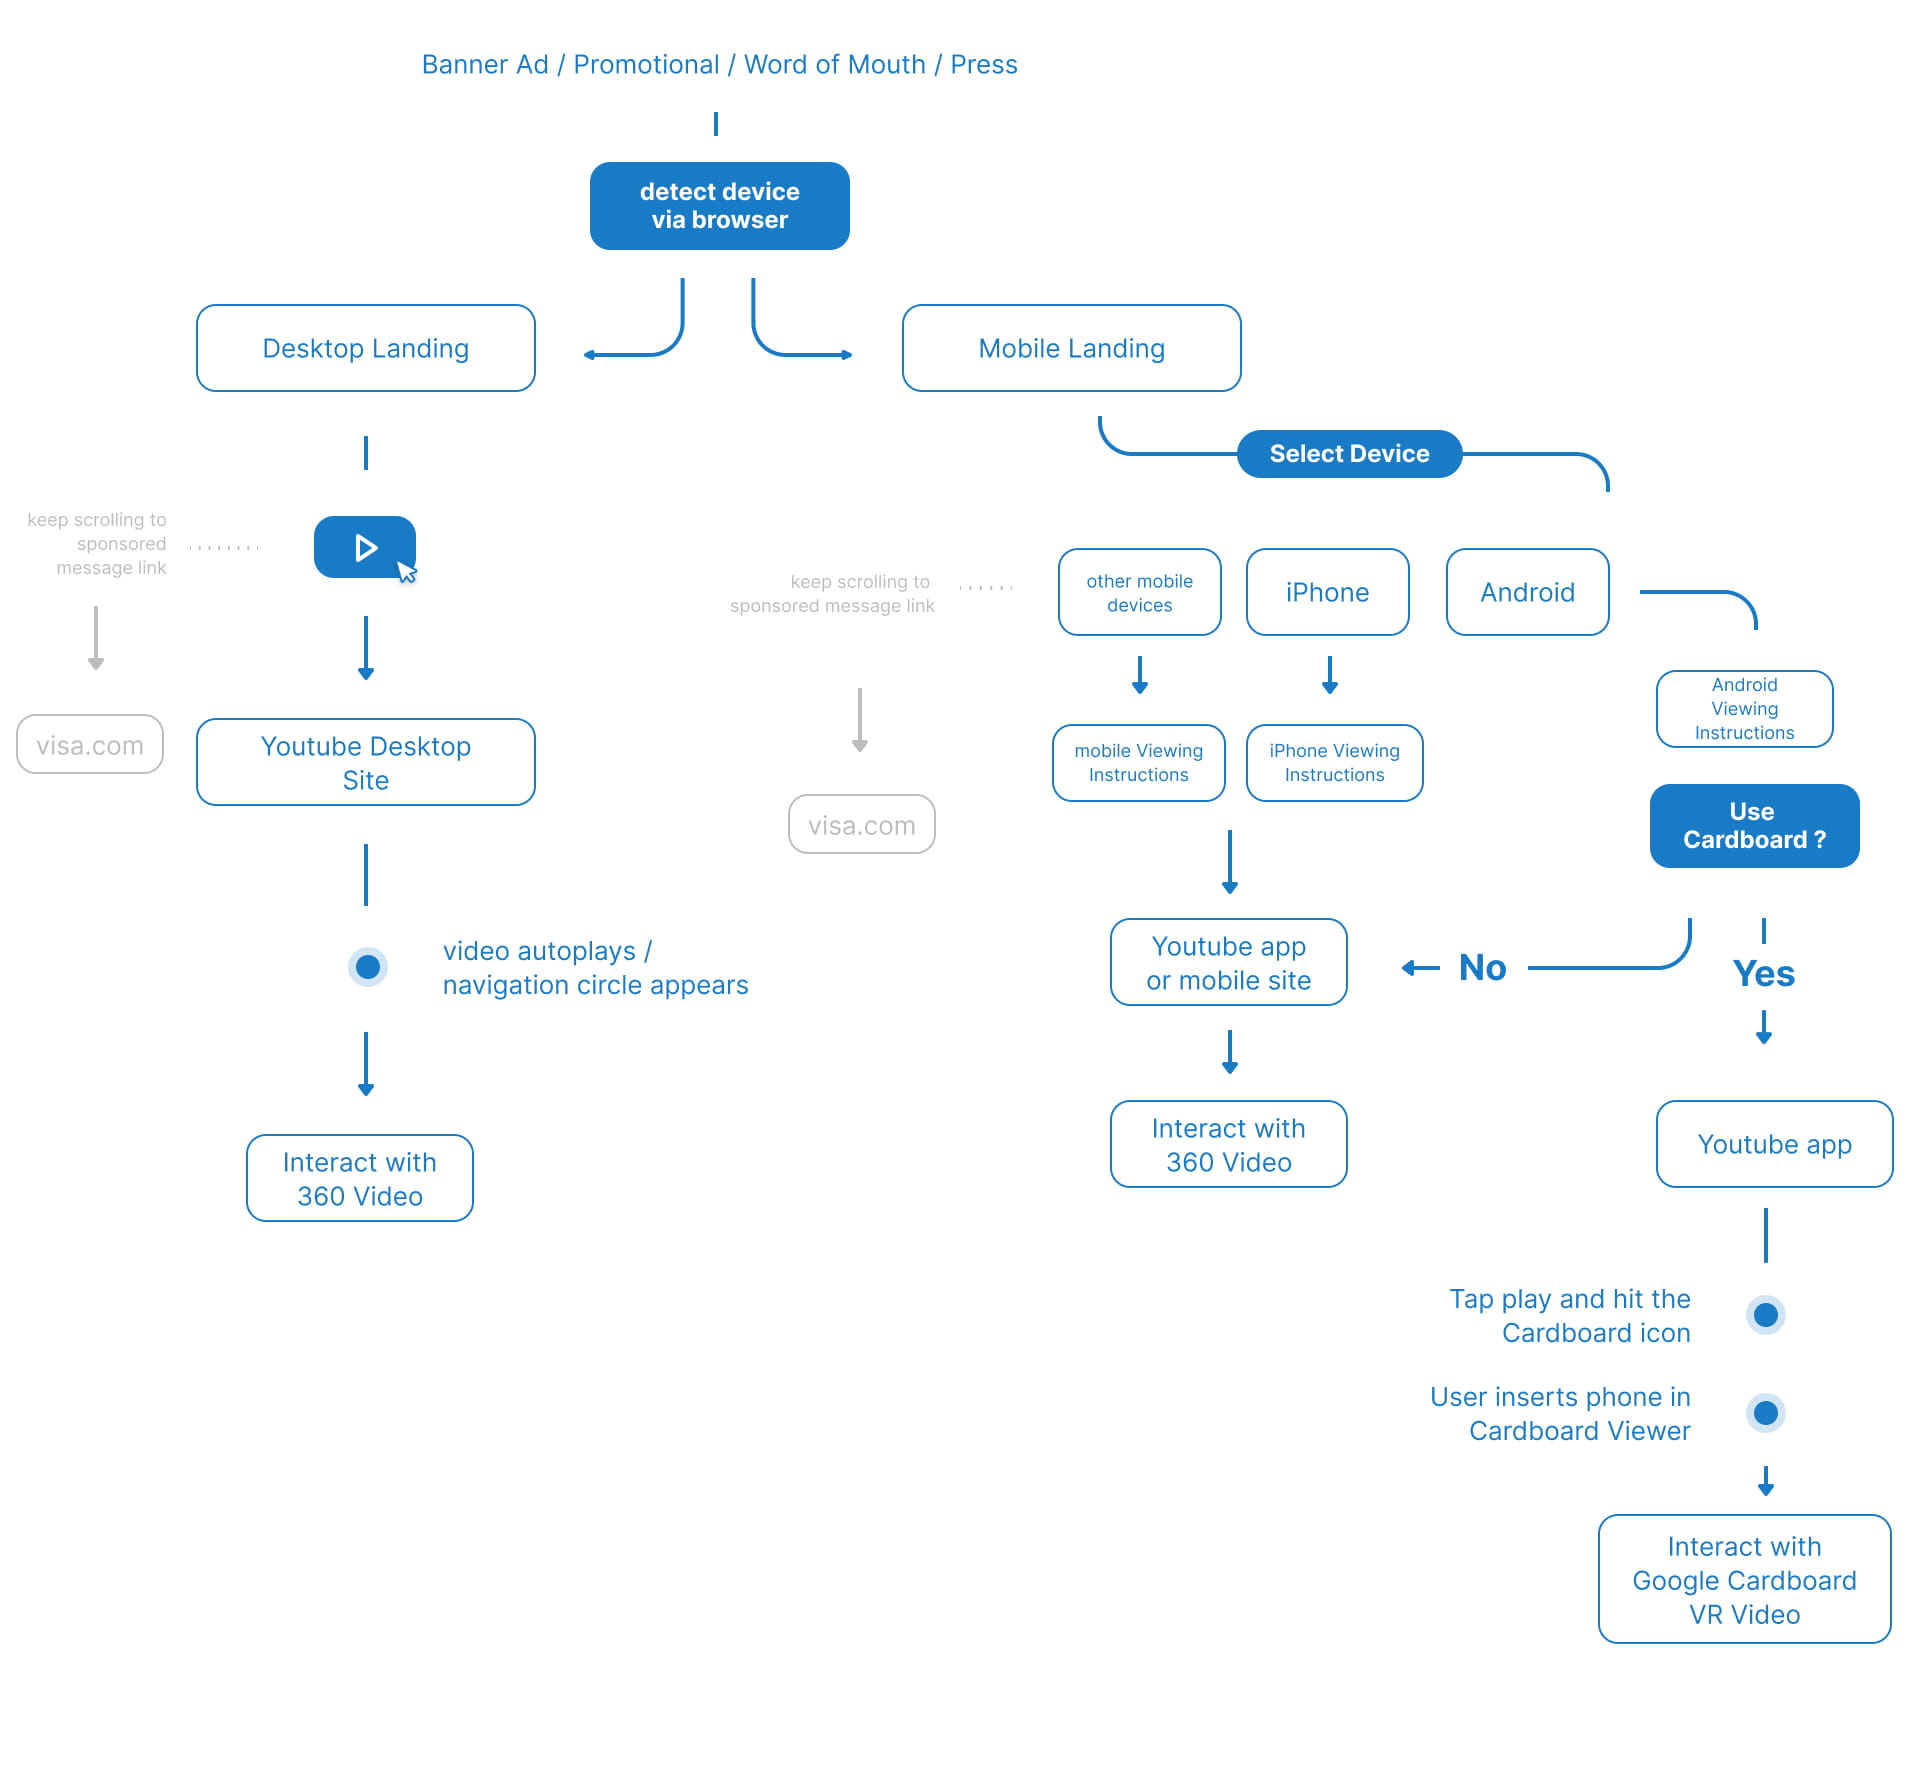 Banner Ad / Promotional / Word of Mouth / Press
detect device
via browser
Desktop Landing
Mobile Landing
Select Device
keep scrolling to
sponsored
message link
keep scrolling to
sponsored message link
other mobile
devices
iPhone
Android
Android
Viewing
Instructions
visa.com
Youtube Desktop
Site
mobile Viewing
Instructions
iPhone Viewing
Instructions
visa.com
Use
Cardboard ?
video autoplays /
navigation circle appears
Youtube app
or mobile site
No
Yes
Interact with
360 Video
Interact with
360 Video
Youtube app
Tap play and hit the
Cardboard icon
User inserts phone in
Cardboard Viewer
Interact with
Google Cardboard
VR Video